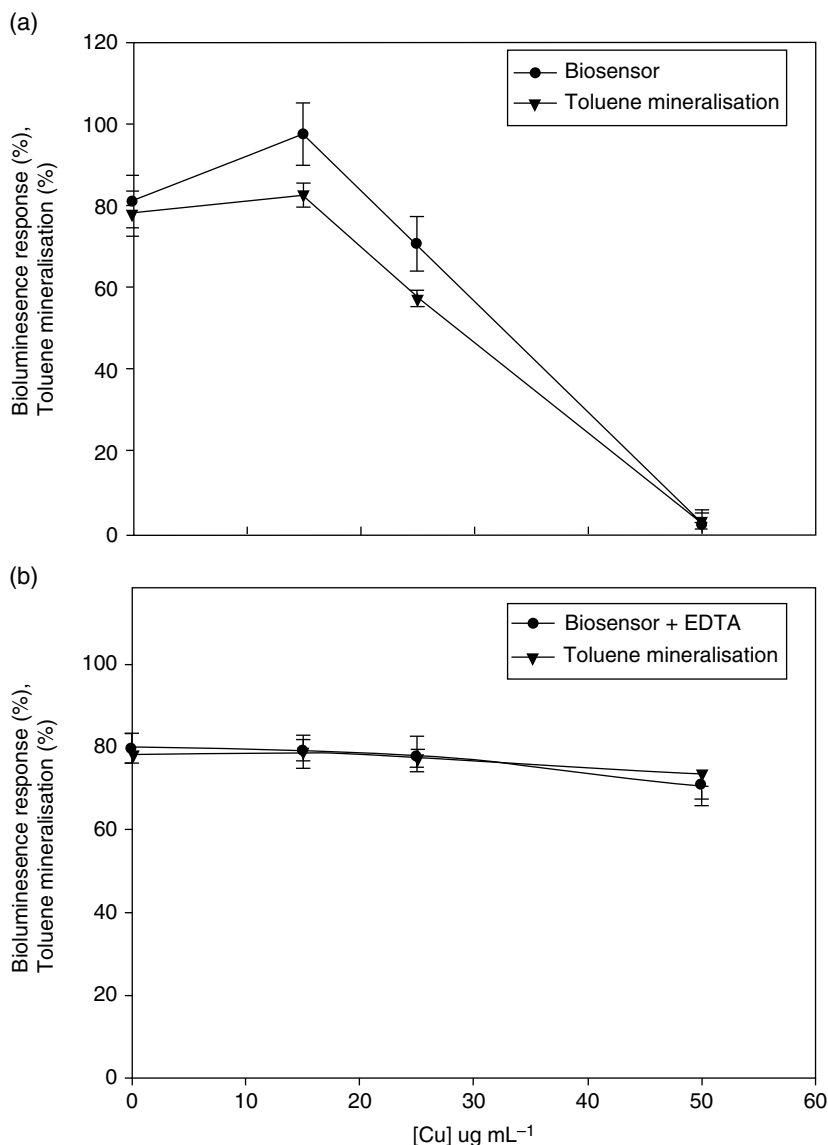 (a)
120
100
80
60
40
20
0
Bioluminesence response (%),
Toluene mineralisation (%)
Biosensor
Toluene mineralisation
(b)
100
80
60
40
20
0
Bioluminesence response (%),
Toluene mineralisation (%)
Biosensor + EDTA
Toluene mineralisation
0 10 20 30 40 50 60
[Cu] ug mL⁻¹